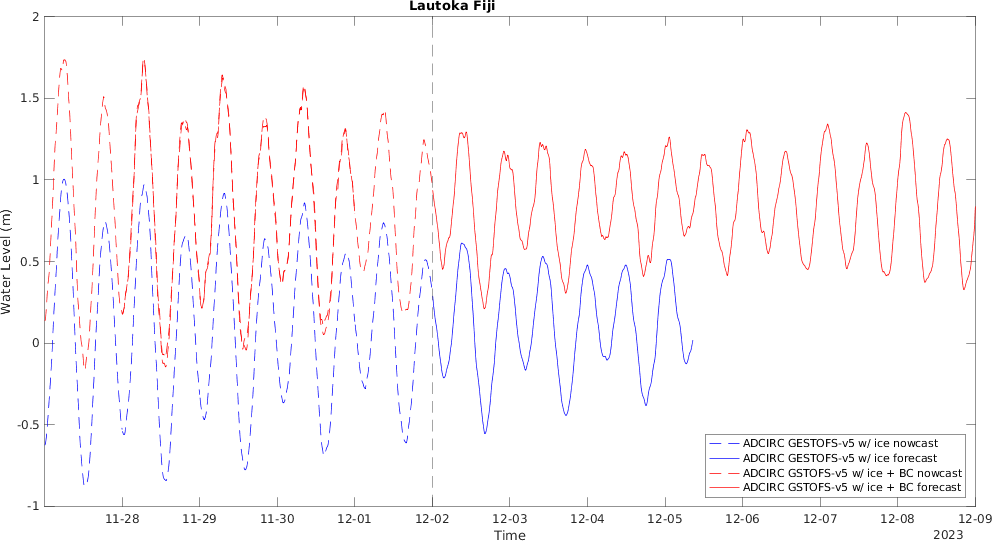 Lautoka Fiji
2
1.5
1
0.5
0
-0.5
-1
Water Level (m)
ADCIRC GESTOFS-v5 w/ ice nowcast
ADCIRC GESTOFS-v5 w/ ice forecast
ADCIRC GSTOFS-v5 w/ ice + BC nowcast
ADCIRC GSTOFS-v5 w/ ice + BC forecast
11-28 11-29 11-30 12-01 12-02 12-03 12-04 12-05 12-06 12-07 12-08 12-09
Time
2023